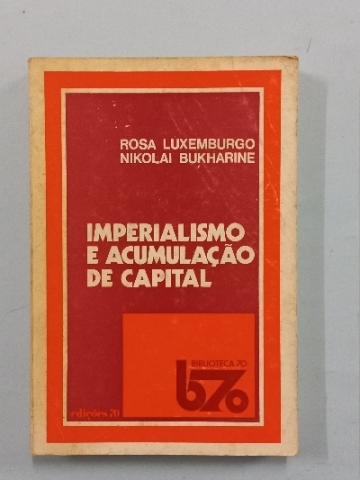 ROSA LUXEMBURGO
NIKOLAI BUKHARINE
IMPERIALISMO
E ACUMULAÇÃO
DE CAPITAL
BIBLIOTECA 70
b70
edições 70